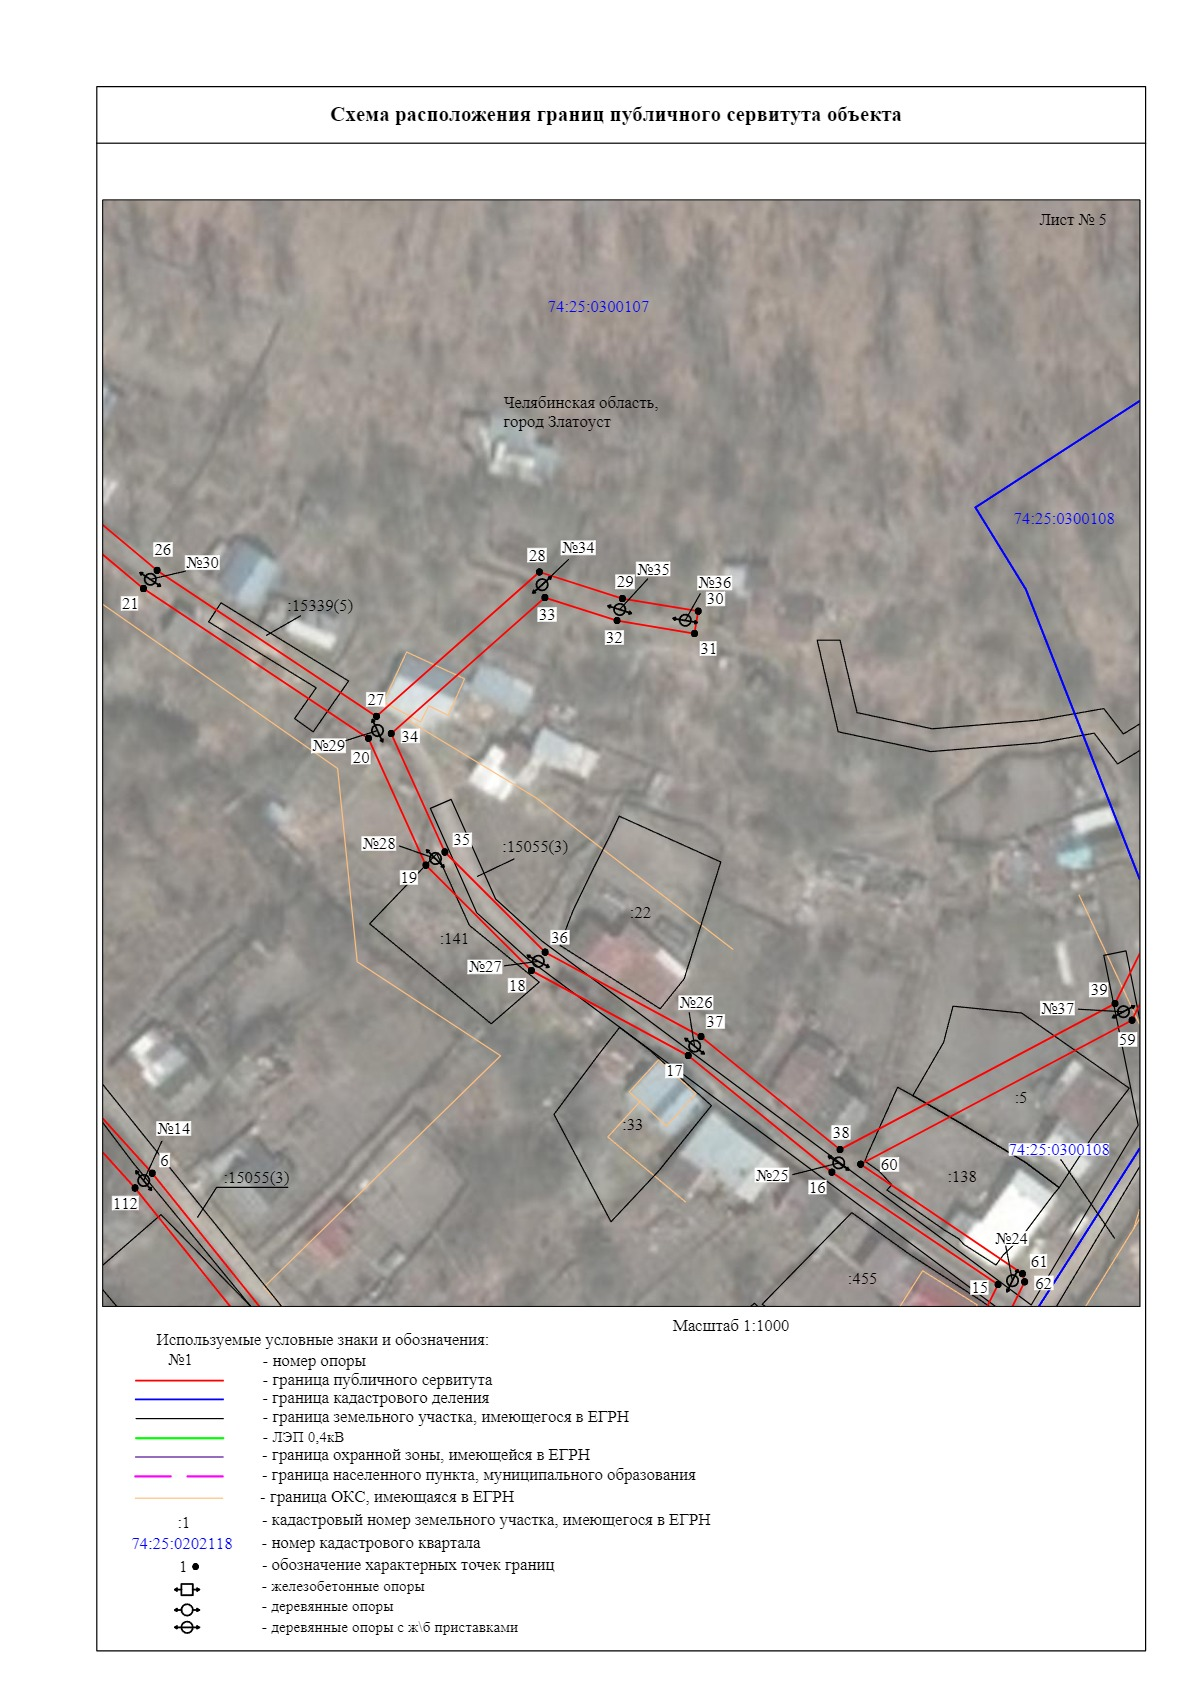 Схема расположения границ публичного сервитута объекта
Лист № 5
74:25:0300107
Челябинская область,
город Златоуст
74:25:0300108
28
№34
26
№30
№35
29
№36
30
21
:15339(5)
33
32
31
27
34
№29
20
№28
35
:15055(3)
19
:22
:141
36
№27
18
39
№26
№37
37
59
17
:5
№14
:33
38
74:25:0300108
6
60
№25
:15055(3)
:138
16
112
№24
61
:455
15
62
Масштаб 1:1000
Используемые условные знаки и обозначения:
№1 - номер опоры
- граница публичного сервитута
- граница кадастрового деления
- граница земельного участка, имеющегося в ЕГРН
- ЛЭП 0,4кВ
- граница охранной зоны, имеющейся в ЕГРН
- граница населенного пункта, муниципального образования
- граница ОКС, имеющаяся в ЕГРН
:1 - кадастровый номер земельного участка, имеющегося в ЕГРН
74:25:0202118 - номер кадастрового квартала
1 - обозначение характерных точек границ
- железобетонные опоры
- деревянные опоры
- деревянные опоры с ж\б приставками